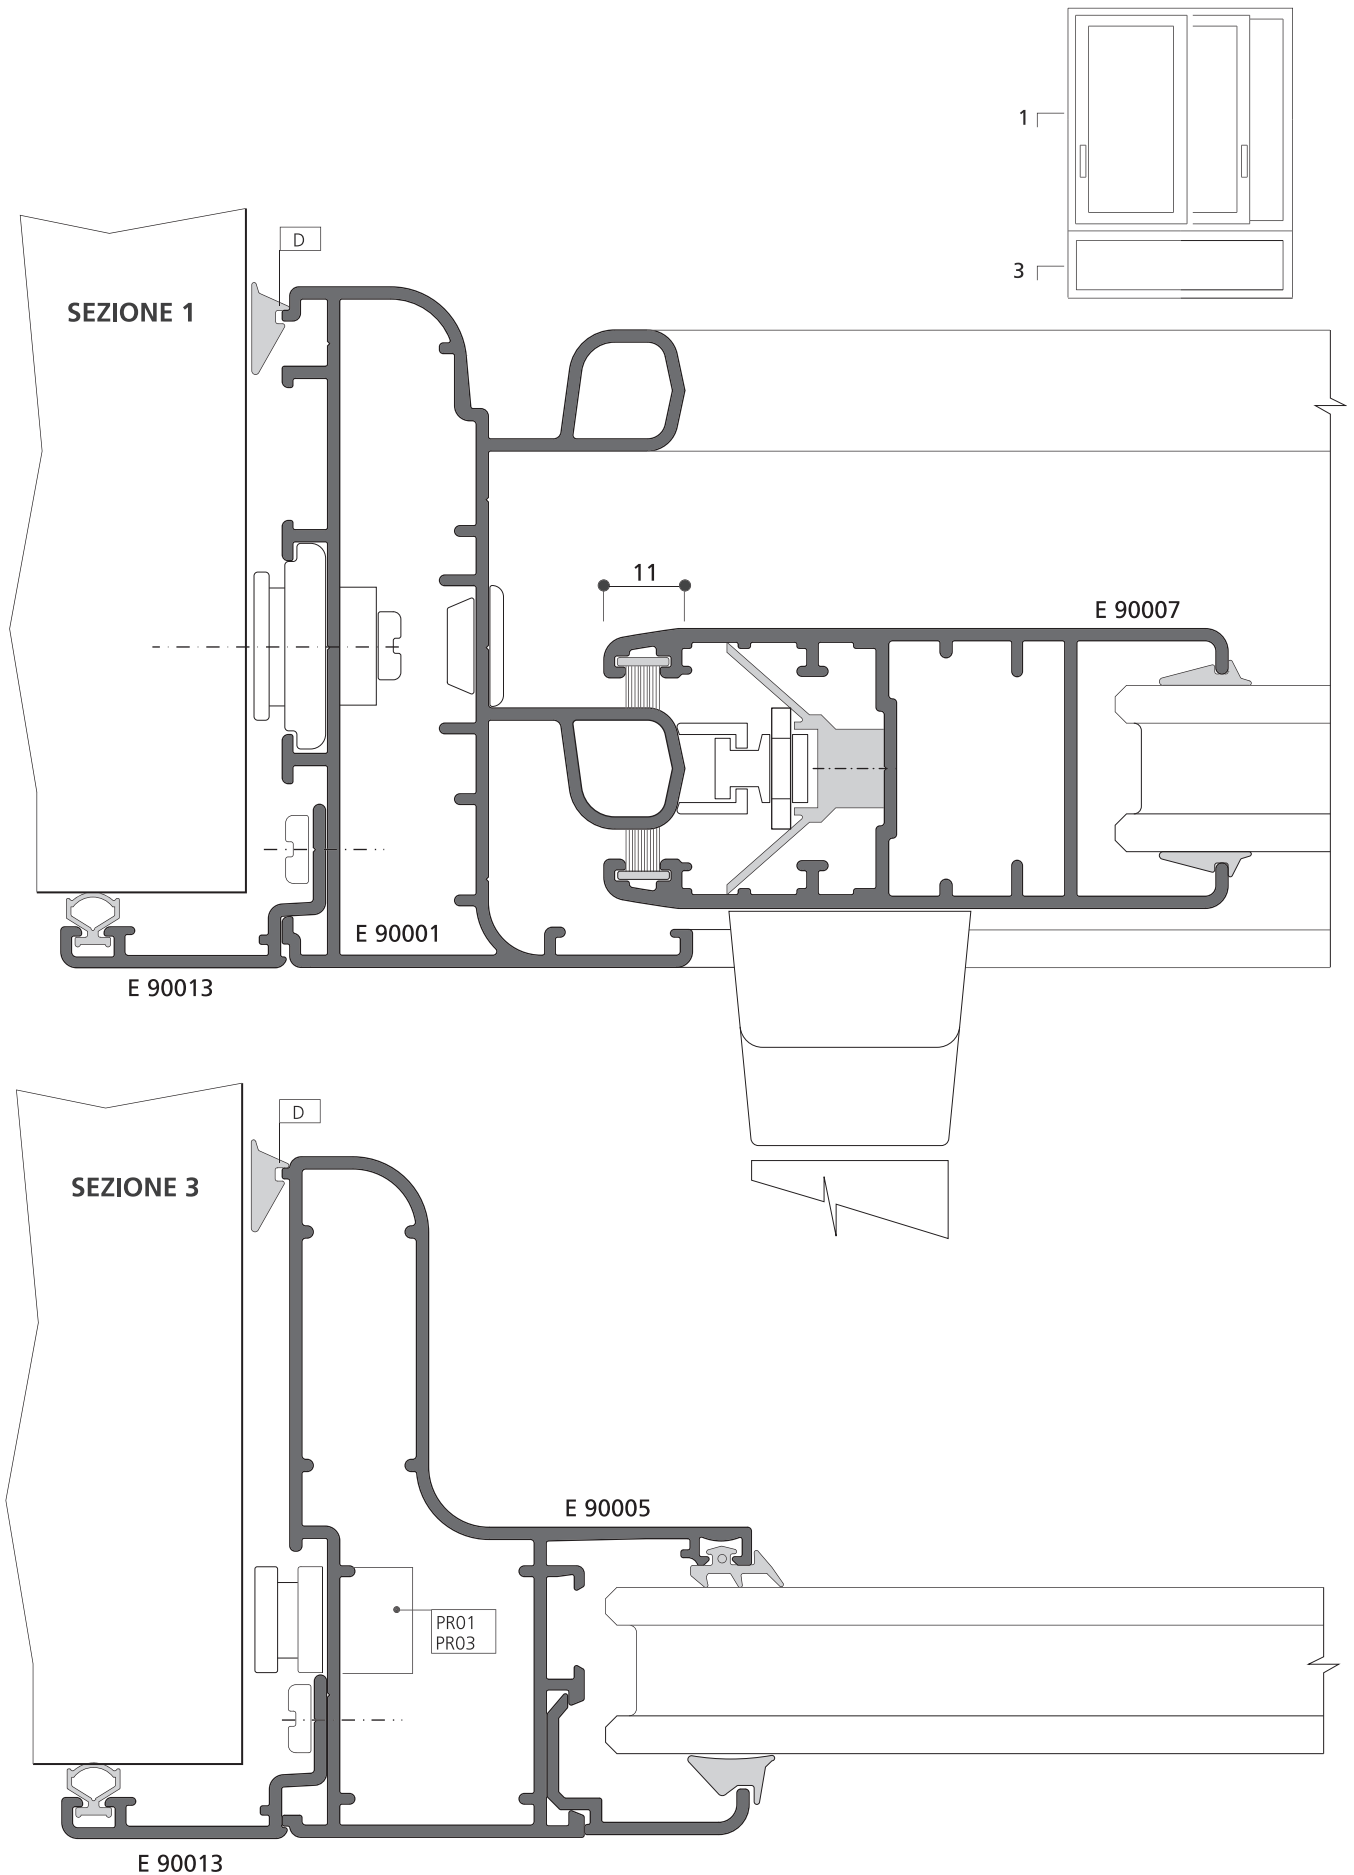 1
3
D
SEZIONE 1
11
E 90007
E 90001
E 90013
D
SEZIONE 3
E 90005
PR01
PR03
E 90013